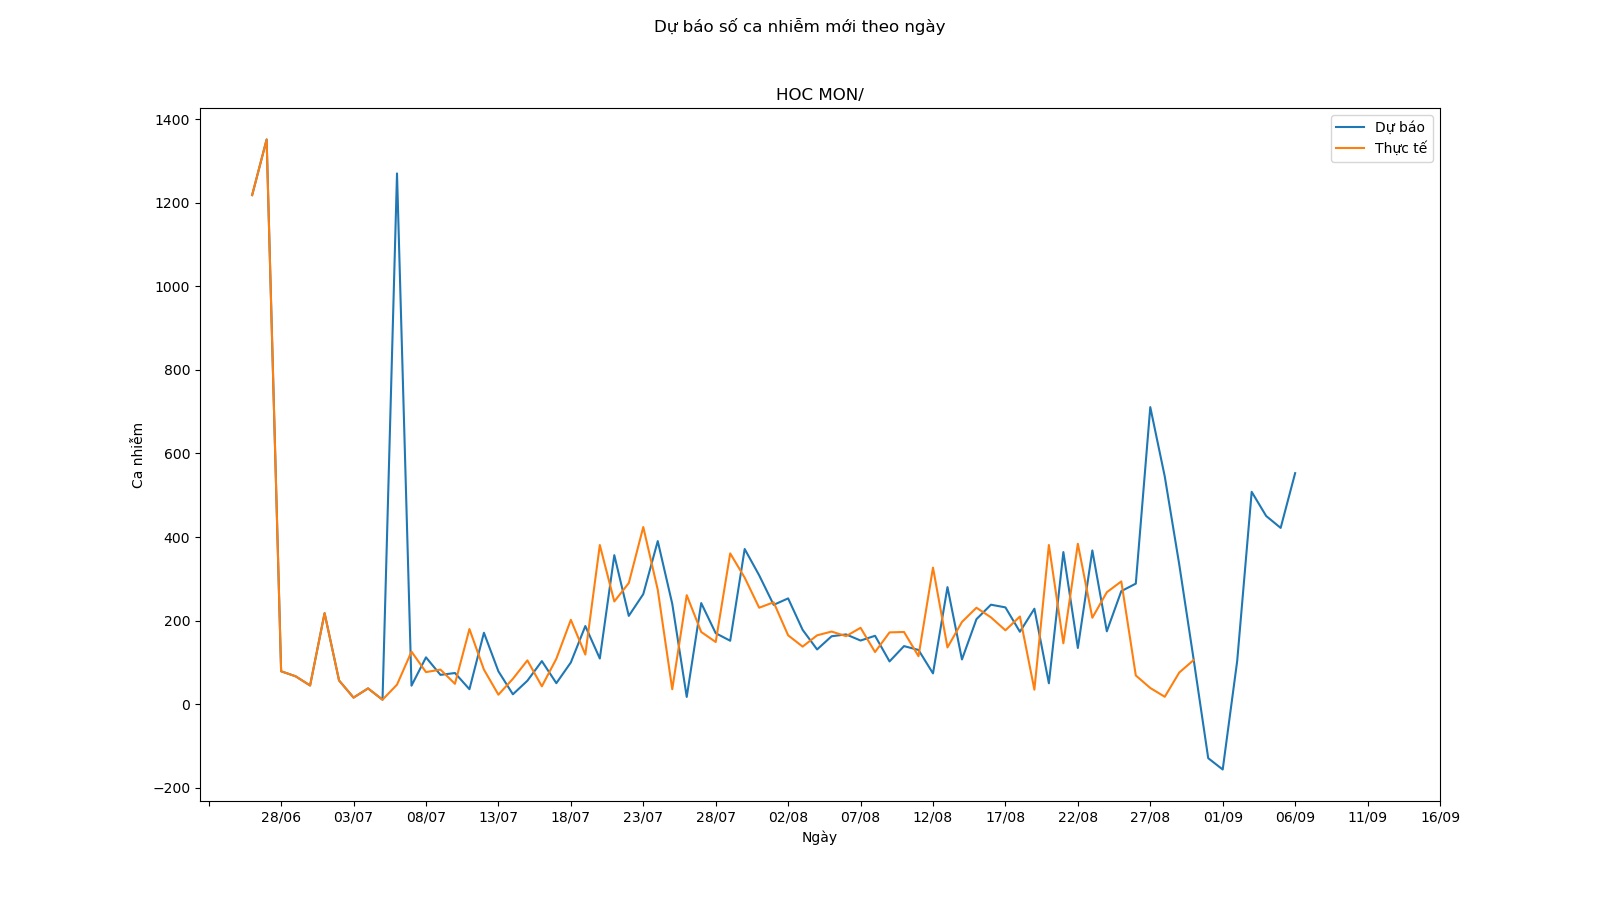 Dự báo số ca nhiễm mới theo ngày
HOC MON/
Dự báo
Thực tế
1400
1200
1000
800
600
400
200
0
−200
Ca nhiễm
28/06 03/07 08/07 13/07 18/07 23/07 28/07 02/08 07/08 12/08 17/08 22/08 27/08 01/09 06/09 11/09 16/09
Ngày